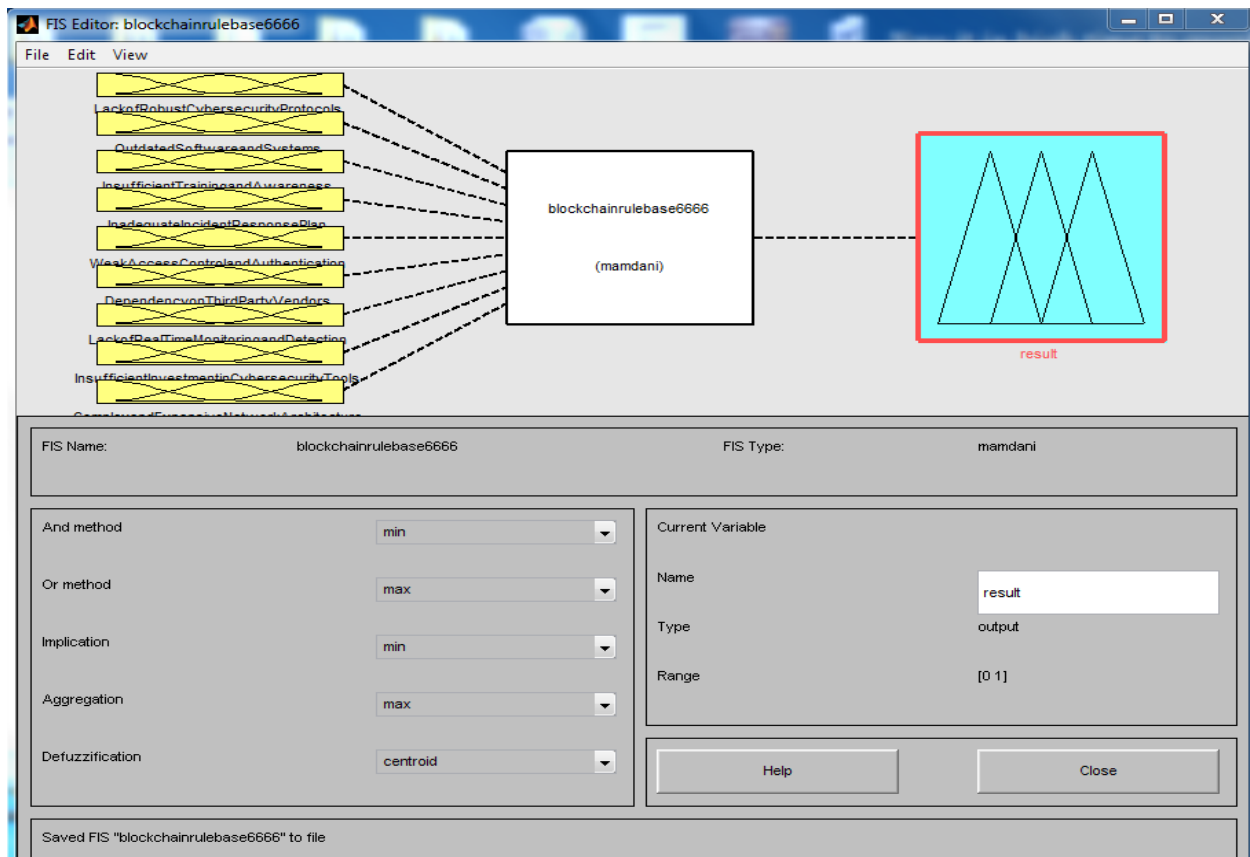 FIS Editor: blockchainrulebase6666
File Edit View
LackofRobustCybersecurityProtocols
OutdatedSoftwareandSystems
InsufficientTrainingandAwareness
InadequateIncidentResponsePlan
WeakAccessControlandAuthentication
DependencyonThirdPartyVendors
LackofRealTimeMonitoringandDetection
InsufficientInvestmentinCybersecurityTools
blockchainrulebase6666
(mamdani)
result
FIS Name: blockchainrulebase6666 FIS Type: mamdani
And method min
Or method max
Implication min
Aggregation max
Defuzzification centroid
Current Variable
Name result
Type output
Range [0 1]
Help Close
Saved FIS "blockchainrulebase6666" to file